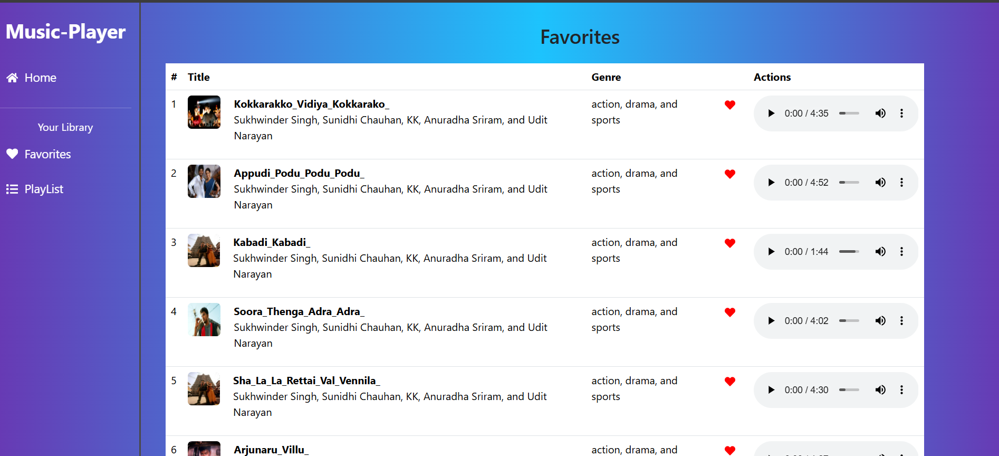 Music-Player
Home
Your Library
Favorites
PlayList
Favorites
# Title Genre Actions
1 Kokkarakko_Vidiya_Kokkarako_ action, drama, and 0:00 / 4:35
Sukhwinder Singh, Sunidhi Chauhan, KK, Anuradha Sriram, and Udit sports
Narayan
2 Appudi_Podu_Podu_Podu_ action, drama, and 0:00 / 4:52
Sukhwinder Singh, Sunidhi Chauhan, KK, Anuradha Sriram, and Udit sports
Narayan
3 Kabadi_Kabadi_ action, drama, and 0:00 / 1:44
Sukhwinder Singh, Sunidhi Chauhan, KK, Anuradha Sriram, and Udit sports
Narayan
4 Soora_Thenga_Adra_Adra_ action, drama, and 0:00 / 4:02
Sukhwinder Singh, Sunidhi Chauhan, KK, Anuradha Sriram, and Udit sports
Narayan
5 Sha_La_La_Rettai_Val_Vennila_ action, drama, and 0:00 / 4:30
Sukhwinder Singh, Sunidhi Chauhan, KK, Anuradha Sriram, and Udit sports
Narayan
6 Arjunaru_Villu_ action, drama, and